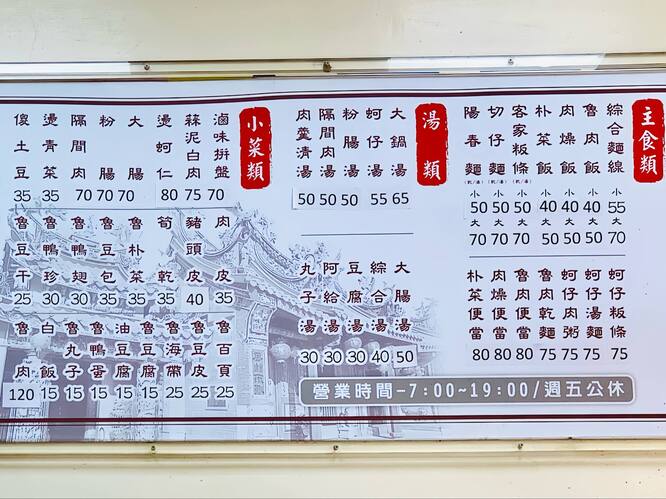 主食類
綜合麵線 小55 大70
魯肉飯 小40 大50
肉燥飯 小40 大50
朴菜飯 小40 大50
客家粄條(乾/湯) 小50 大70
切仔麵(乾/湯) 小50 大70
陽春麵(乾/湯) 小50 大70
蚵仔粄條 75
蚵仔湯麵 75
蚵仔肉粥 75
魯肉乾麵 75
魯肉便當 80
肉燥便當 80
朴菜便當 80
湯類
大鍋湯 65
蚵仔湯 55
粉腸湯 50
隔間肉湯 50
肉羹清湯 50
大腸湯 50
綜合湯 40
豆腐湯 30
阿給湯 30
丸子湯 30
小菜類
滷味拼盤 70
蒜泥白肉 75
燙蚵仁 80
大腸 70
粉腸 70
隔間肉 70
燙青菜 35
傻土豆 35
肉皮 35
豬頭皮 40
筍乾 35
魯朴菜 35
魯豆包 35
魯鴨翅 30
魯鴨珍 30
魯豆干 25
魯百頁 25
魯豆皮 25
魯海帶 25
魯豆腐 15
油豆腐 15
魯鴨蛋 15
魯丸子 15
白飯 15
魯肉 120
營業時間-7:00~19:00/週五公休